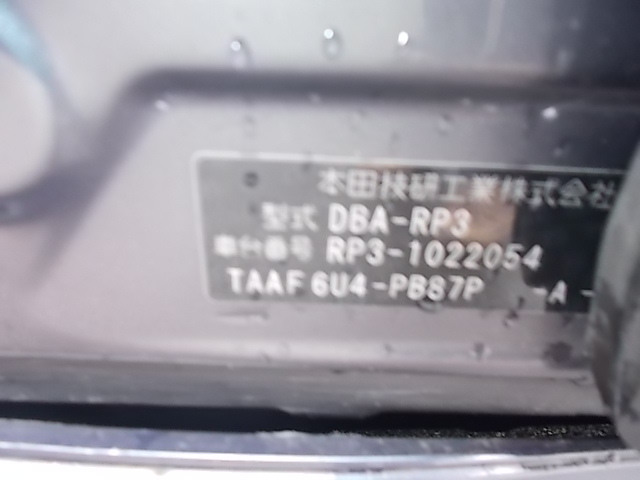 本田技研工業株式会社
型式 DBA-RP3
車台番号 RP3-1022054
TAAF 6U4-PB87P -A -